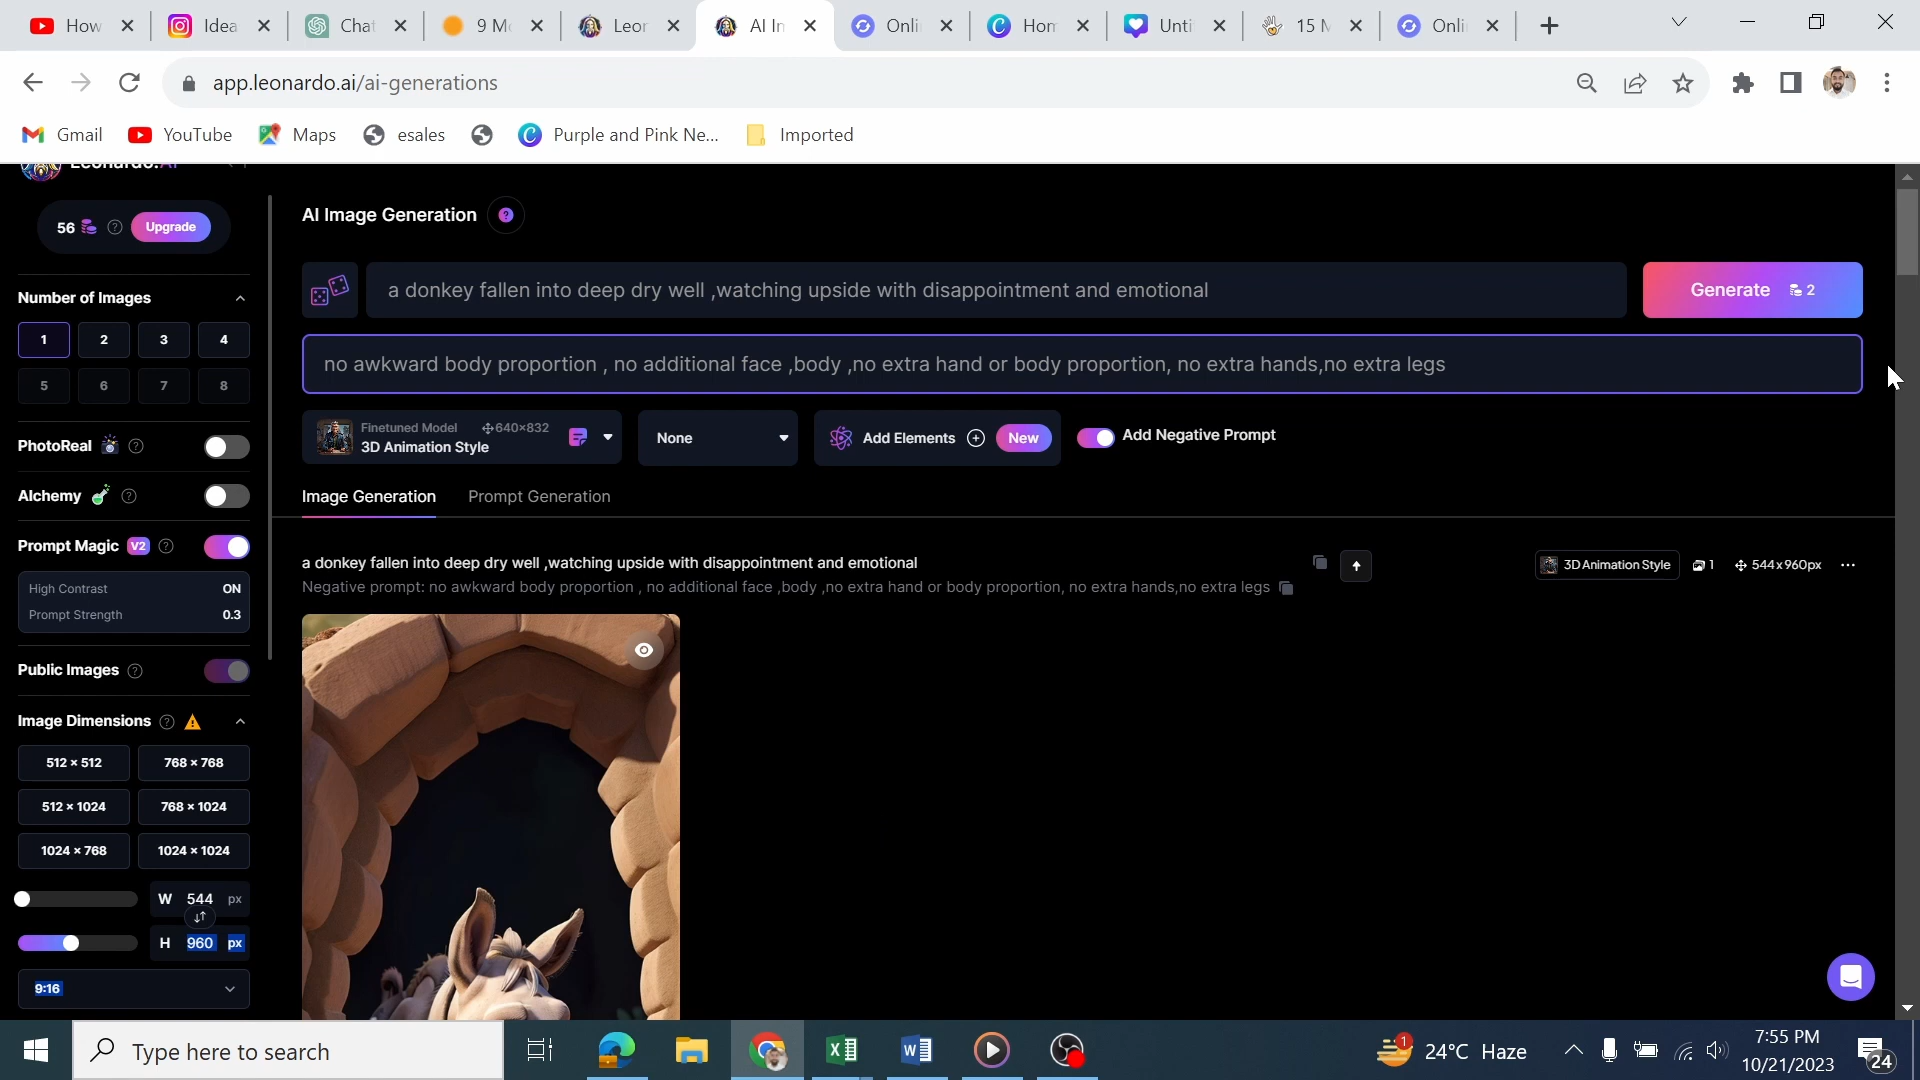 How
Idea
Chat
9 M
Leor
AI In
Onli
Hom
Unti
15 M
Onli
app.leonardo.ai/ai-generations
Gmail
YouTube
Maps
esales
Purple and Pink Ne...
Imported
56
Upgrade
AI Image Generation
a donkey fallen into deep dry well ,watching upside with disappointment and emotional
Generate 2
no awkward body proportion , no additional face ,body ,no extra hand or body proportion, no extra hands,no extra legs
Number of Images
1 2 3 4
5 6 7 8
Finetuned Model 640×832
3D Animation Style
None
Add Elements
New
Add Negative Prompt
PhotoReal
Alchemy
Prompt Magic V2
High Contrast ON
Prompt Strength 0.3
Public Images
Image Dimensions
512 × 512 768 × 768
512 × 1024 768 × 1024
1024 × 768 1024 × 1024
W 544 px
H 960 px
9:16
Image Generation
Prompt Generation
a donkey fallen into deep dry well ,watching upside with disappointment and emotional
3D Animation Style
1
544 x 960px
Negative prompt: no awkward body proportion , no additional face ,body ,no extra hand or body proportion, no extra hands,no extra legs
Type here to search
1
24°C Haze
7:55 PM
10/21/2023
24